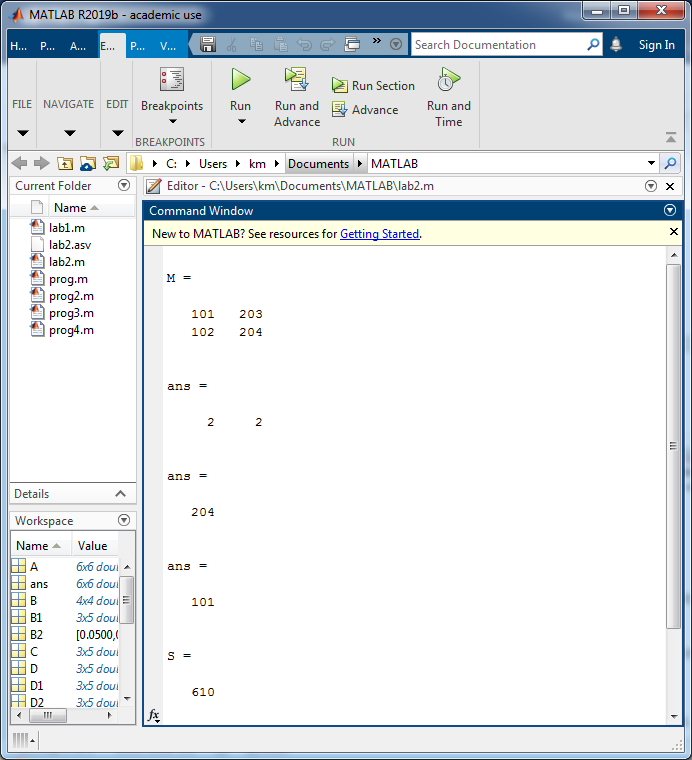 MATLAB R2019b - academic use
H... P... A... E... P... V... » Search Documentation Sign In
FILE NAVIGATE EDIT Breakpoints Run Run and Advance Run Section Advance Run and Time
BREAKPOINTS RUN
C: Users km Documents MATLAB
Current Folder
Name
lab1.m
lab2.asv
lab2.m
prog.m
prog2.m
prog3.m
prog4.m
Details
Workspace
Name Value
A 6x6 doul
ans 6x6 doul
B 4x4 doul
B1 3x5 doul
B2 [0.0500,0
C 3x5 doul
D 3x5 doul
D1 3x5 doul
D2 3x5 doul
Editor - C:\Users\km\Documents\MATLAB\lab2.m
Command Window
New to MATLAB? See resources for Getting Started.
M =
101 203
102 204
ans =
2 2
ans =
204
ans =
101
S =
610
fx